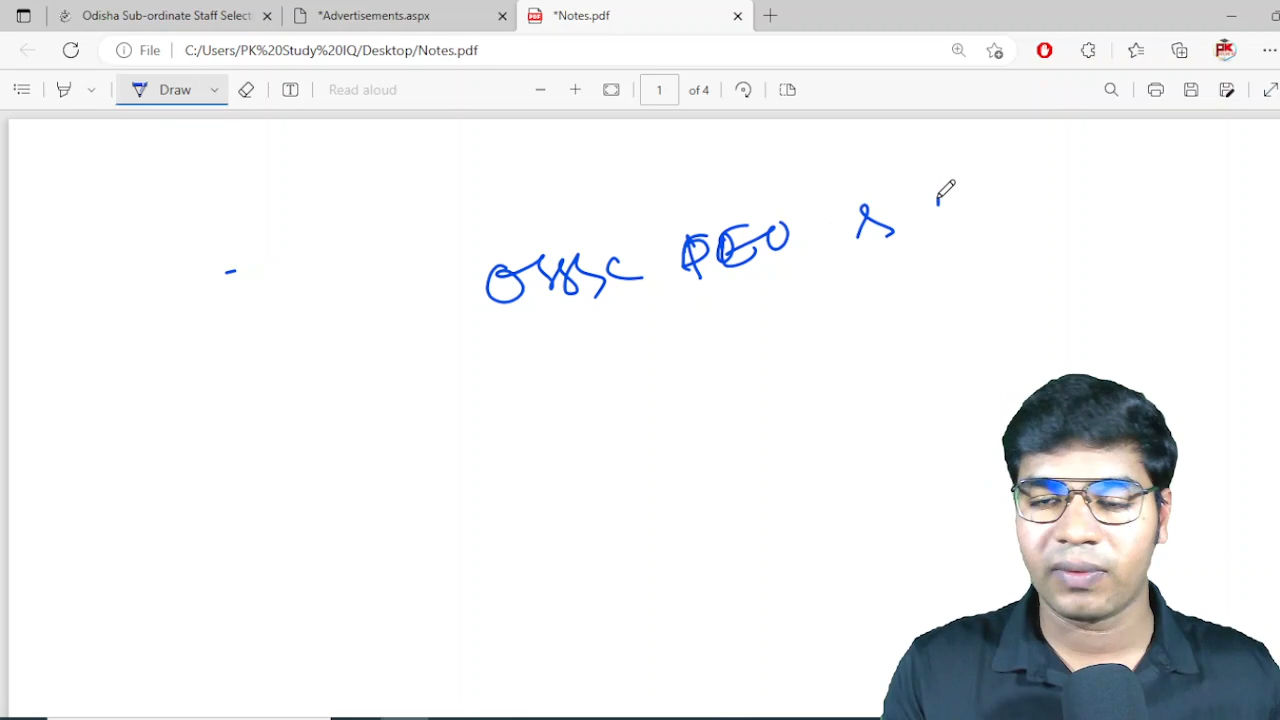 Odisha Sub-ordinate Staff Select
*Advertisements.aspx
*Notes.pdf
File
C:/Users/PK%20Study%20IQ/Desktop/Notes.pdf
PK
Draw
Read aloud
1
of 4
OSSSC PEO &